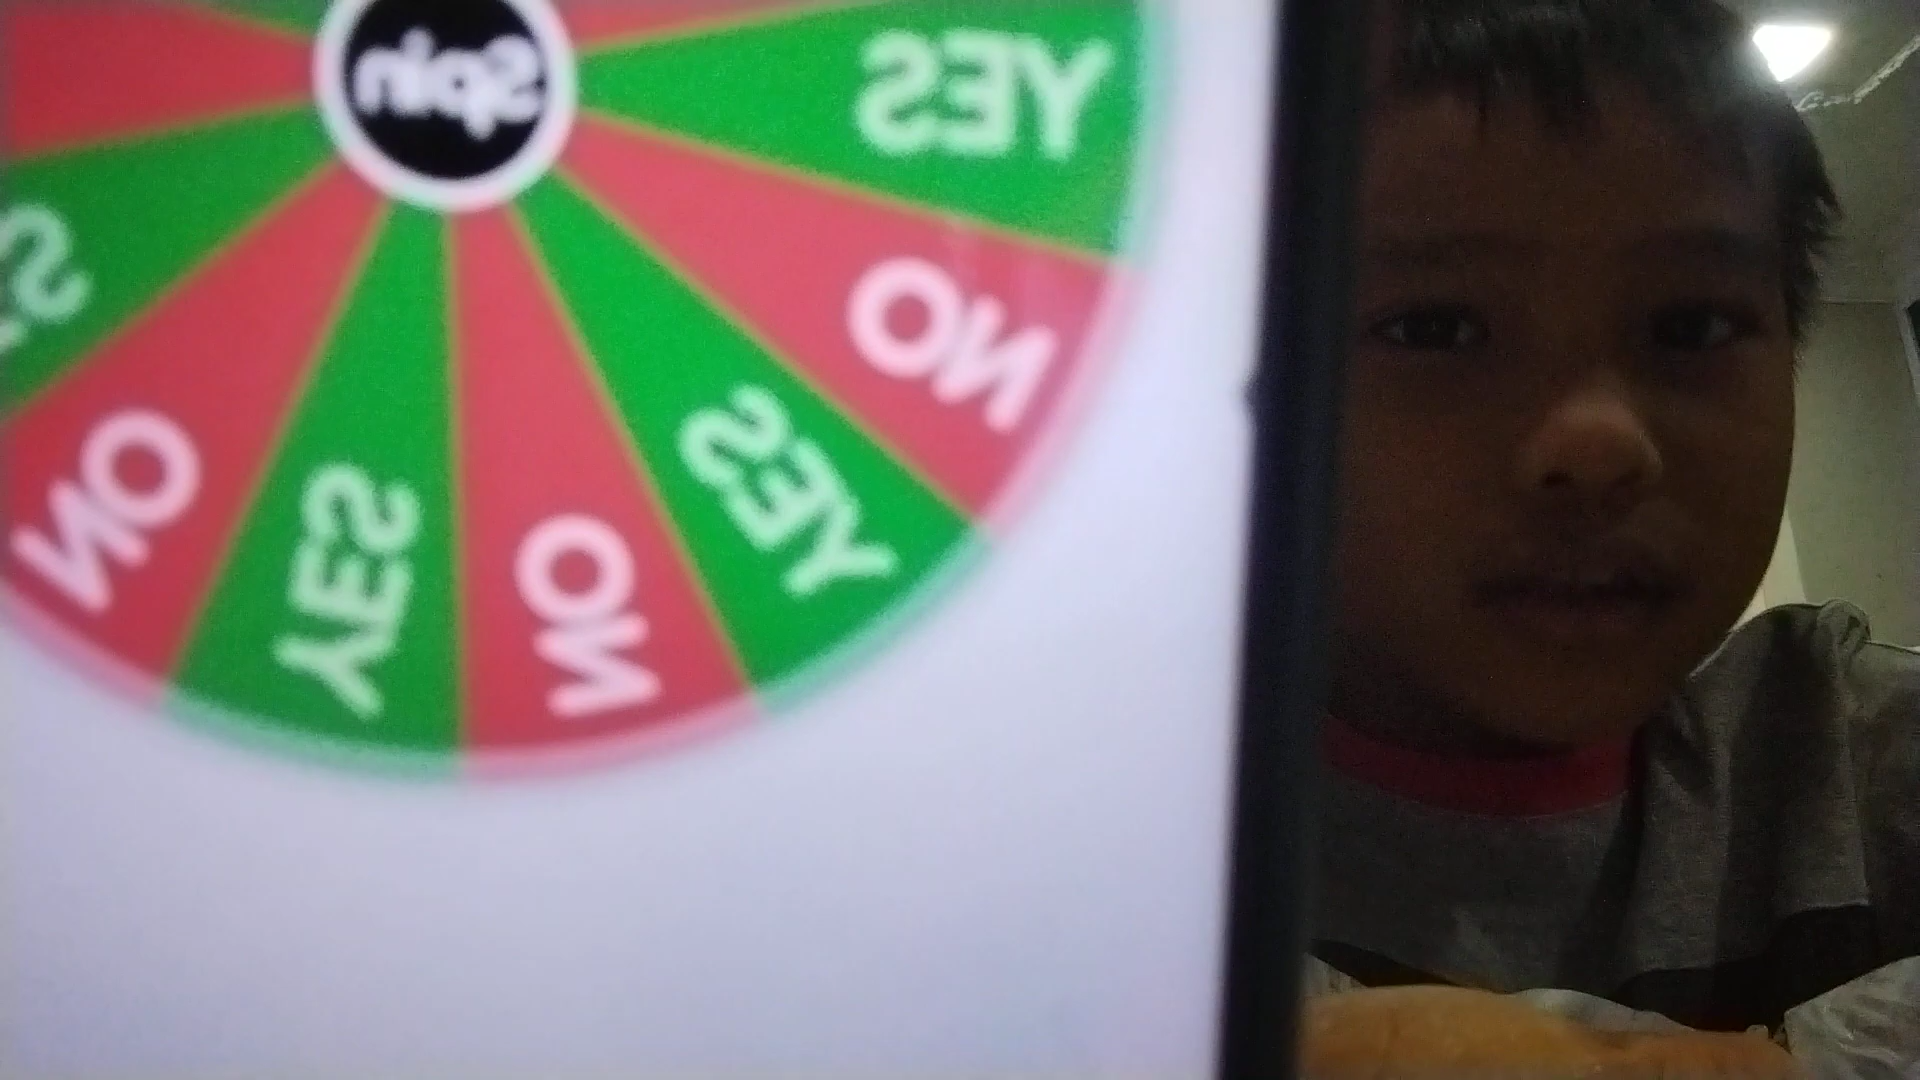 Spin
YES
NO
YES
NO
YES
NO